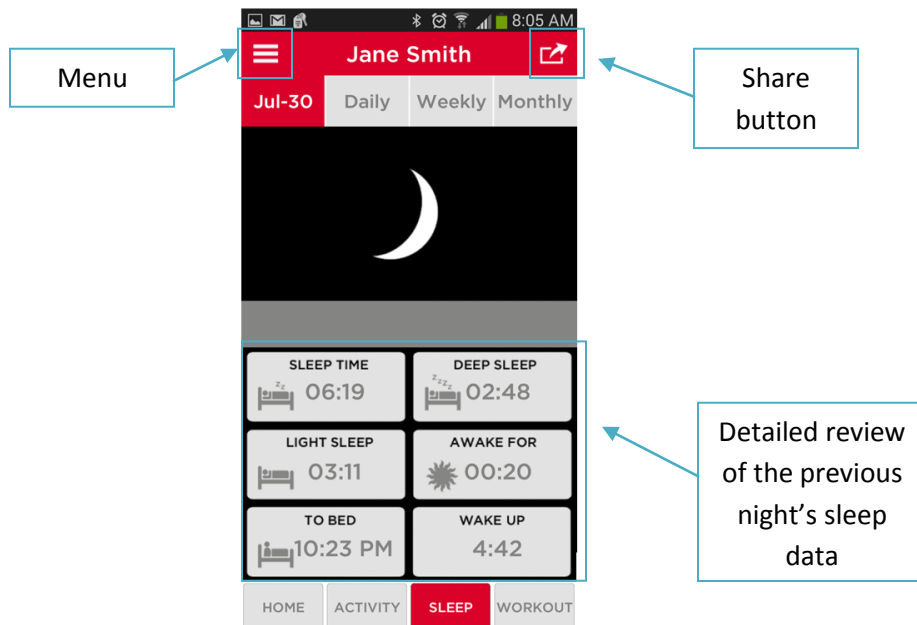 8:05 AM
Menu
Jane Smith
Share
button
Jul-30 Daily Weekly Monthly
SLEEP TIME DEEP SLEEP
06:19 02:48
LIGHT SLEEP AWAKE FOR
03:11 00:20
TO BED WAKE UP
10:23 PM 4:42
Detailed review
of the previous
night's sleep
data
HOME ACTIVITY SLEEP WORKOUT